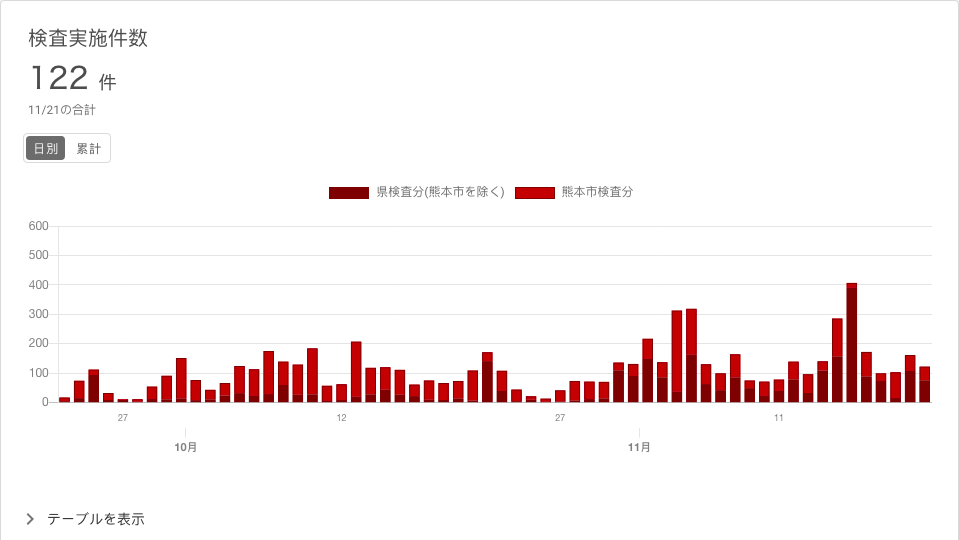 検査実施件数
122 件
11/21の合計
日別 累計
県検査分(熊本市を除く) 熊本市検査分
600
500
400
300
200
100
0
27 12 27 11
10月 11月
テーブルを表示